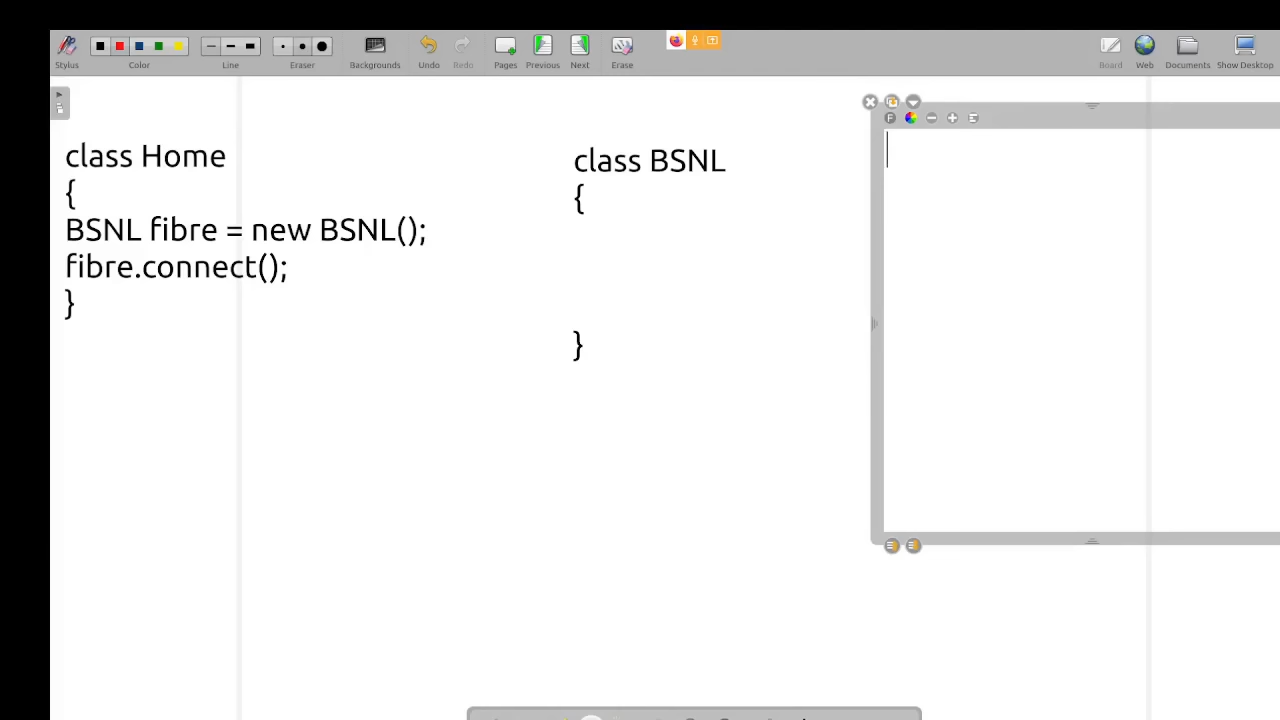 Stylus
Color
Line
Eraser
Backgrounds
Undo
Redo
Pages
Previous
Next
Erase
Board
Web
Documents
Show Desktop
class Home
{
BSNL fibre = new BSNL();
fibre.connect();
}
class BSNL
{
}
F